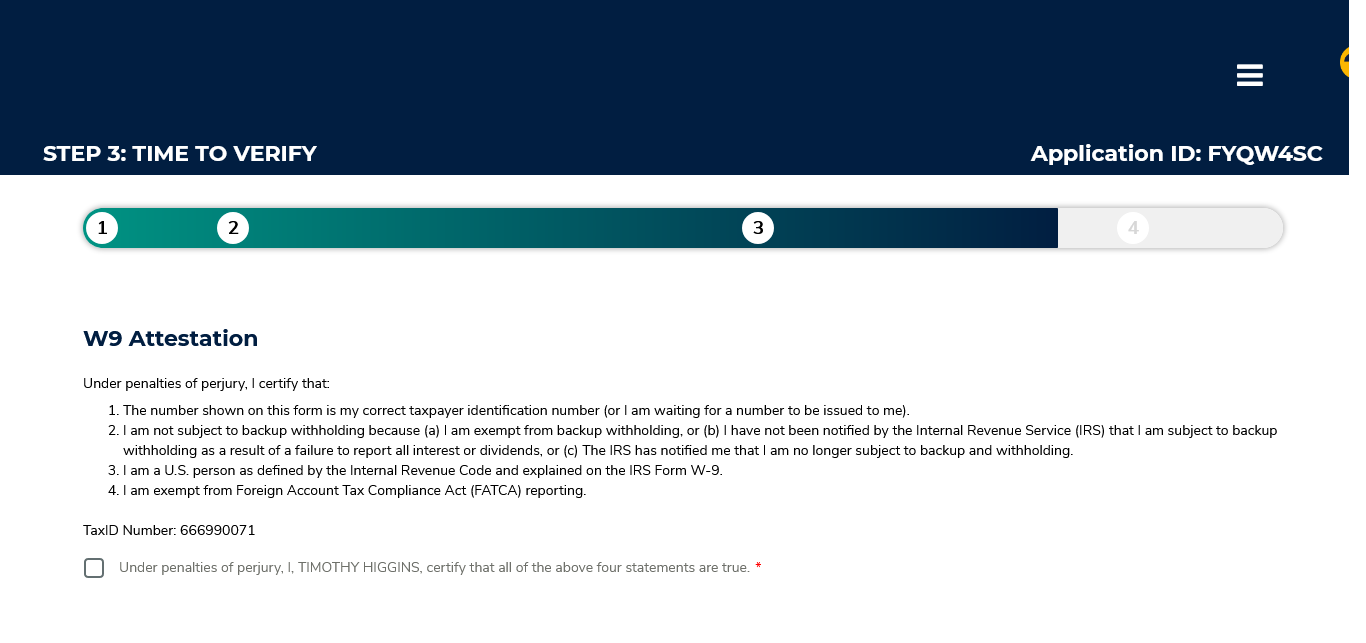 STEP 3: TIME TO VERIFY
Application ID: FYQW4SC
1 2 3 4
W9 Attestation
Under penalties of perjury, I certify that:
1. The number shown on this form is my correct taxpayer identification number (or I am waiting for a number to be issued to me).
2. I am not subject to backup withholding because (a) I am exempt from backup withholding, or (b) I have not been notified by the Internal Revenue Service (IRS) that I am subject to backup
withholding as a result of a failure to report all interest or dividends, or (c) The IRS has notified me that I am no longer subject to backup and withholding.
3. I am a U.S. person as defined by the Internal Revenue Code and explained on the IRS Form W-9.
4. I am exempt from Foreign Account Tax Compliance Act (FATCA) reporting.
TaxID Number: 666990071
Under penalties of perjury, I, TIMOTHY HIGGINS, certify that all of the above four statements are true. *